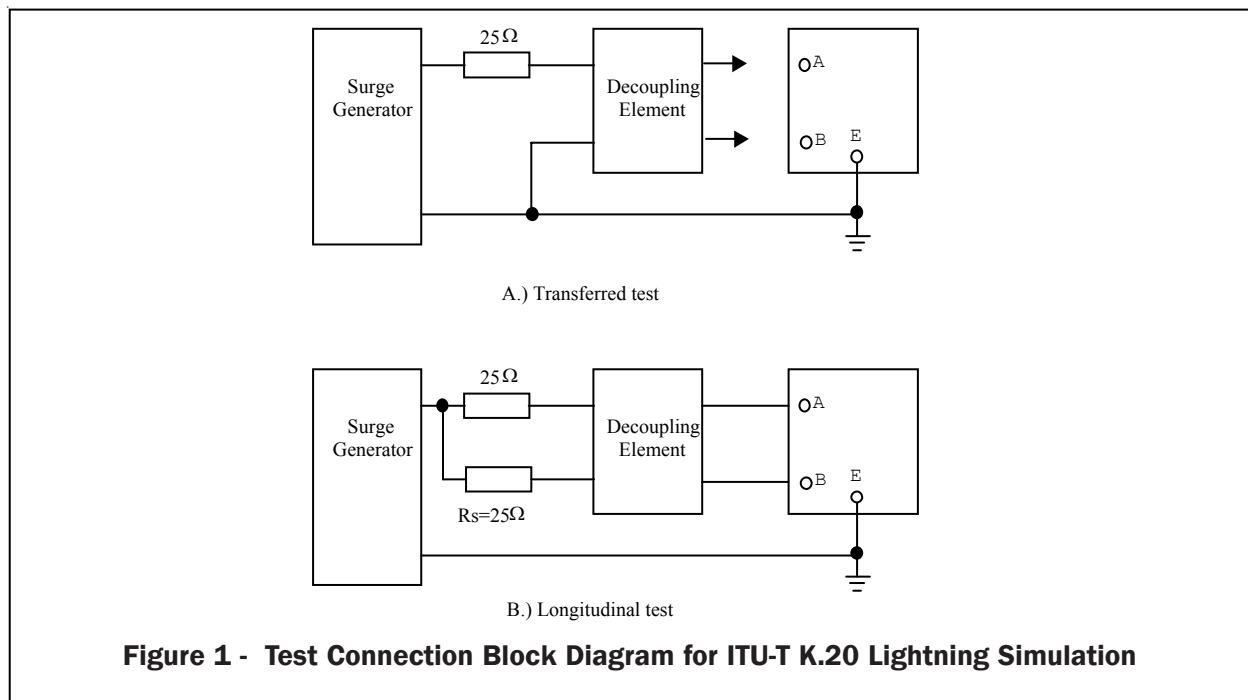 25Ω
Surge
Generator
Decoupling
Element
A
B
E
A.) Transferred test
25Ω
Surge
Generator
Decoupling
Element
A
B
E
Rs=25Ω
B.) Longitudinal test
Figure 1 - Test Connection Block Diagram for ITU-T K.20 Lightning Simulation